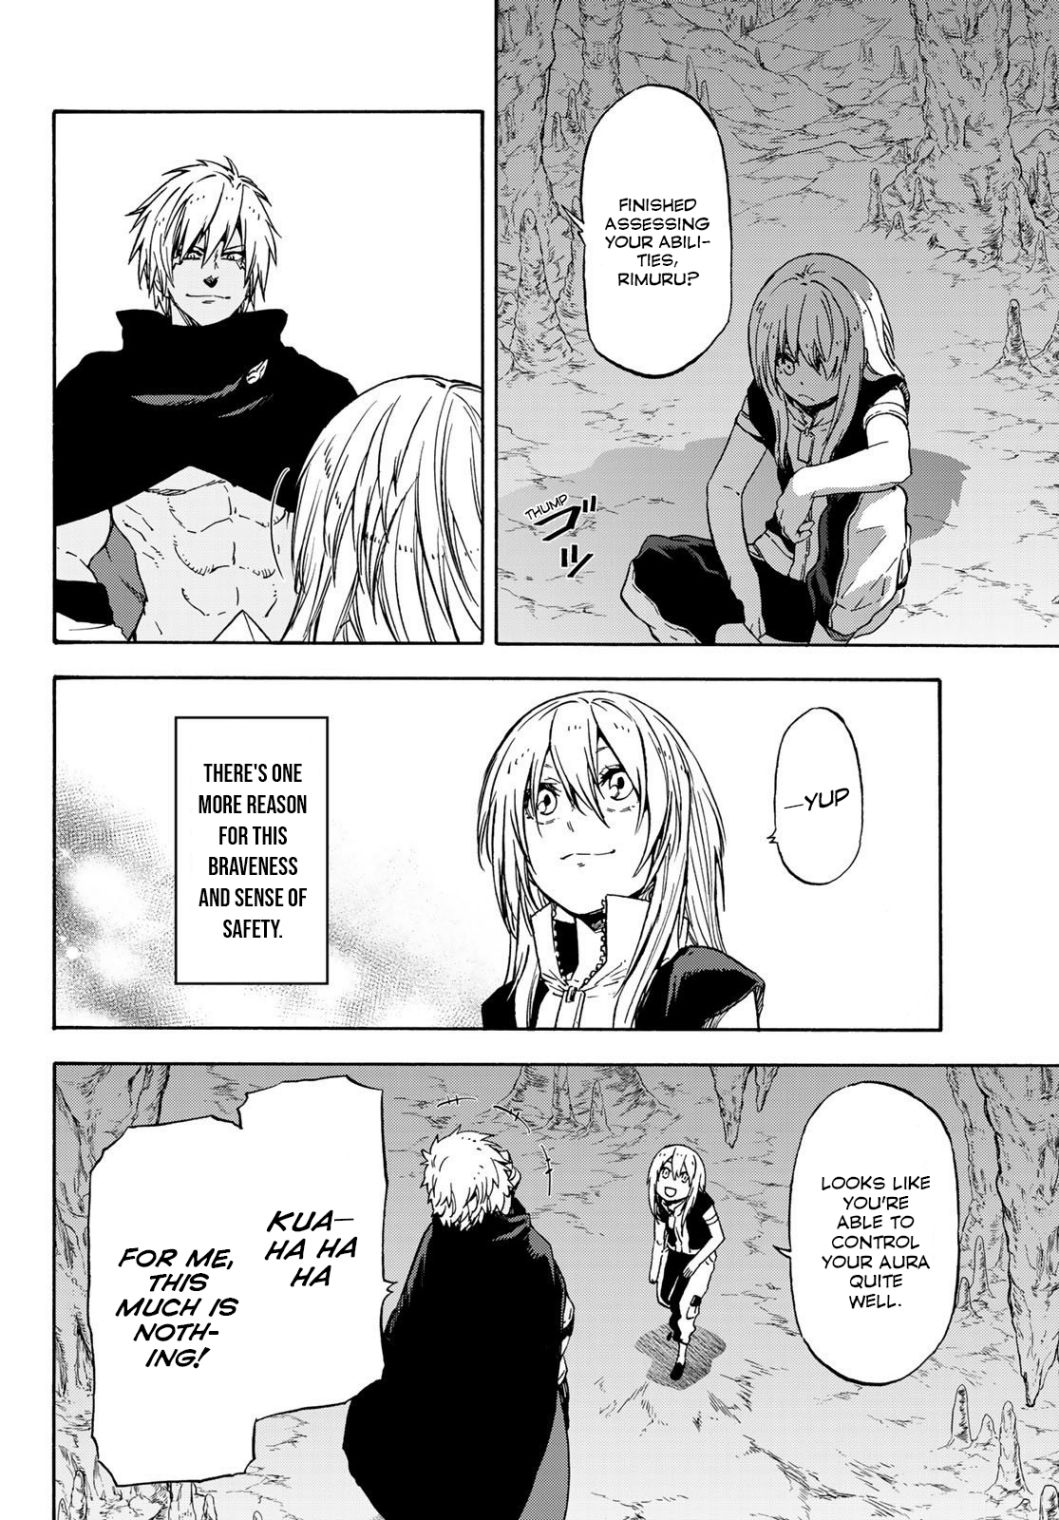 FINISHED
ASSESSING
YOUR ABILI-
TIES,
RIMURU?
THUMP
ズッ
—YUP
THERE'S ONE
MORE REASON
FOR THIS
BRAVENESS
AND SENSE OF
SAFETY.
LOOKS LIKE
YOU'RE
ABLE TO
CONTROL
YOUR AURA
QUITE
WELL.
KUA—
HA HA
HA
FOR ME,
THIS
MUCH IS
NOTH-
ING!